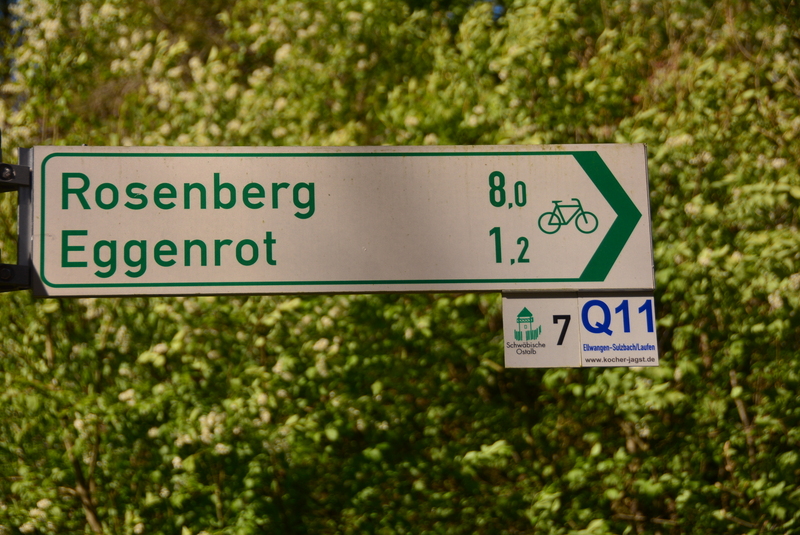 Rosenberg 8,0
Eggenrot 1,2
Schwäbische
Ostalb
7
Q11
Ellwangen-Sulzbach/Laufen
www.kocher-jagst.de